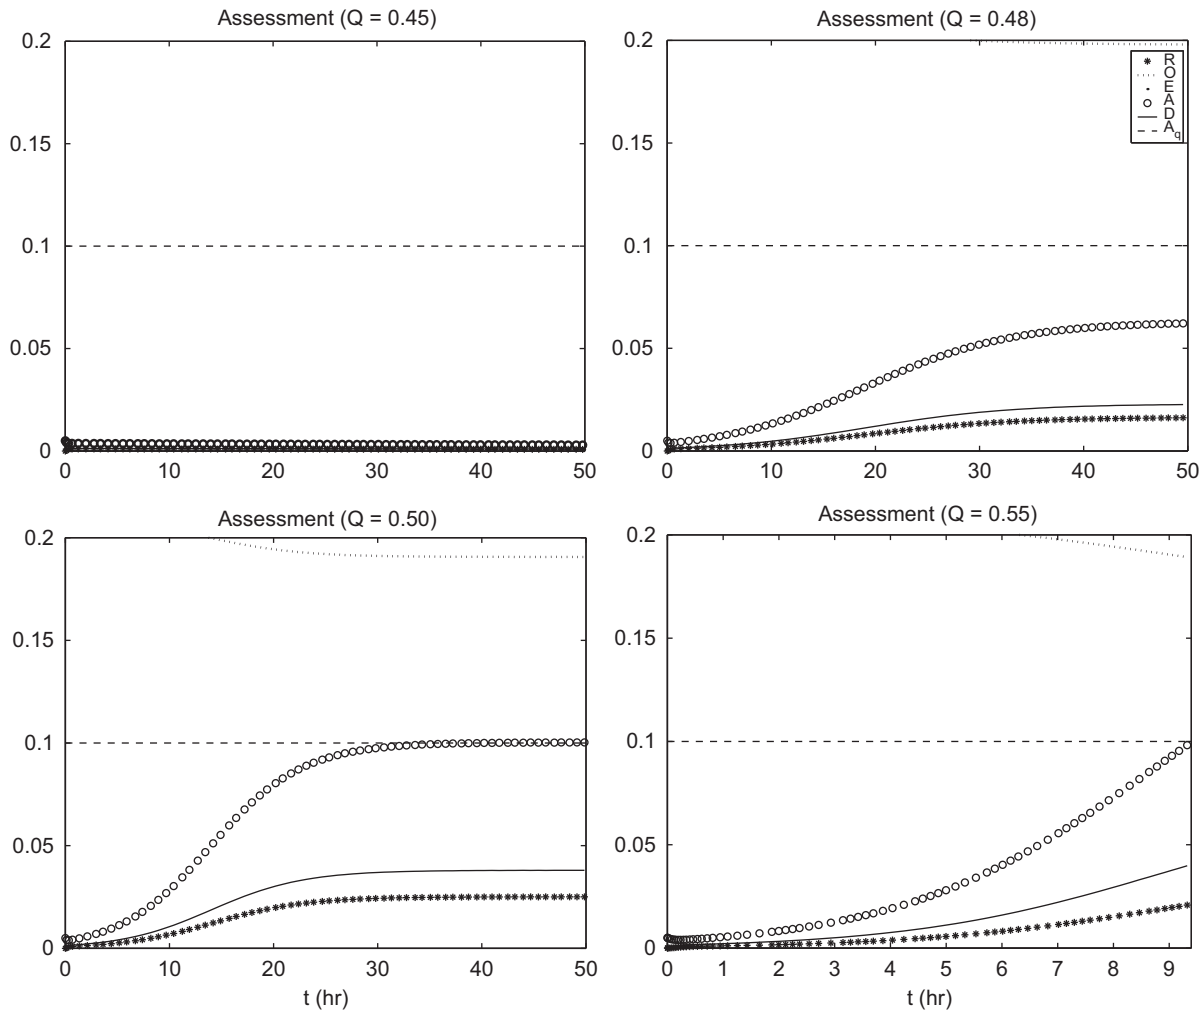 Assessment (Q = 0.45)
0.2
0.15
0.1
0.05
0
0 10 20 30 40 50
Assessment (Q = 0.48)
0.2
0.15
0.1
0.05
0
0 10 20 30 40 50
R
O
E
A
D
A_q
Assessment (Q = 0.50)
0.2
0.15
0.1
0.05
0
0 10 20 30 40 50
t (hr)
Assessment (Q = 0.55)
0.2
0.15
0.1
0.05
0
0 1 2 3 4 5 6 7 8 9
t (hr)